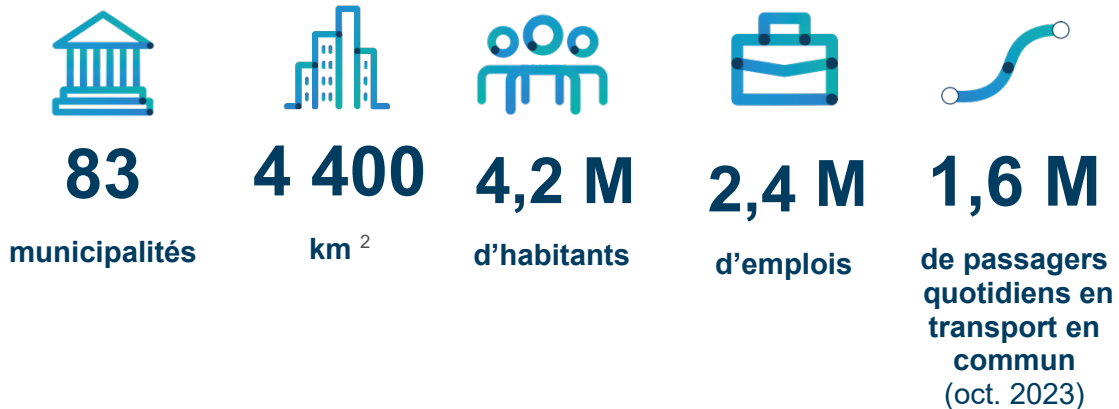 83
municipalités
4 400
km ²
4,2 M
d’habitants
2,4 M
d’emplois
1,6 M
de passagers
quotidiens en
transport en
commun
(oct. 2023)